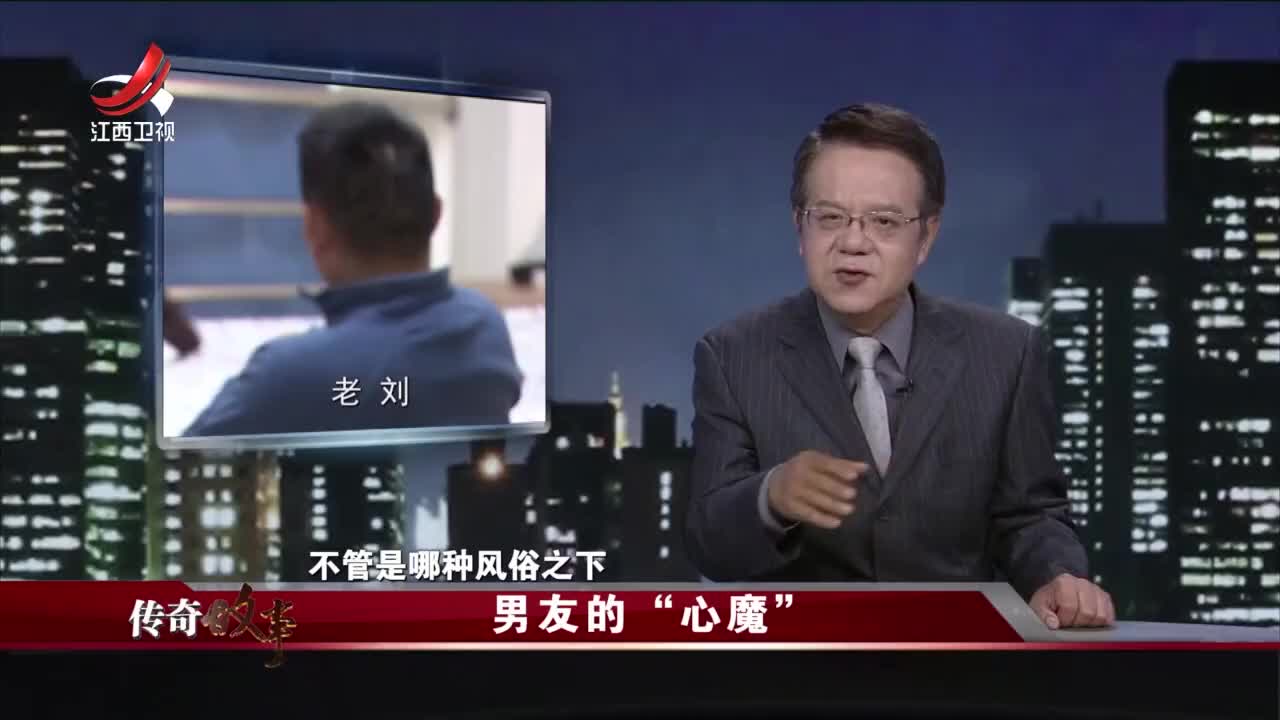 江西卫视
老刘
不管是哪种风俗之下
传奇故事
男友的“心魔”